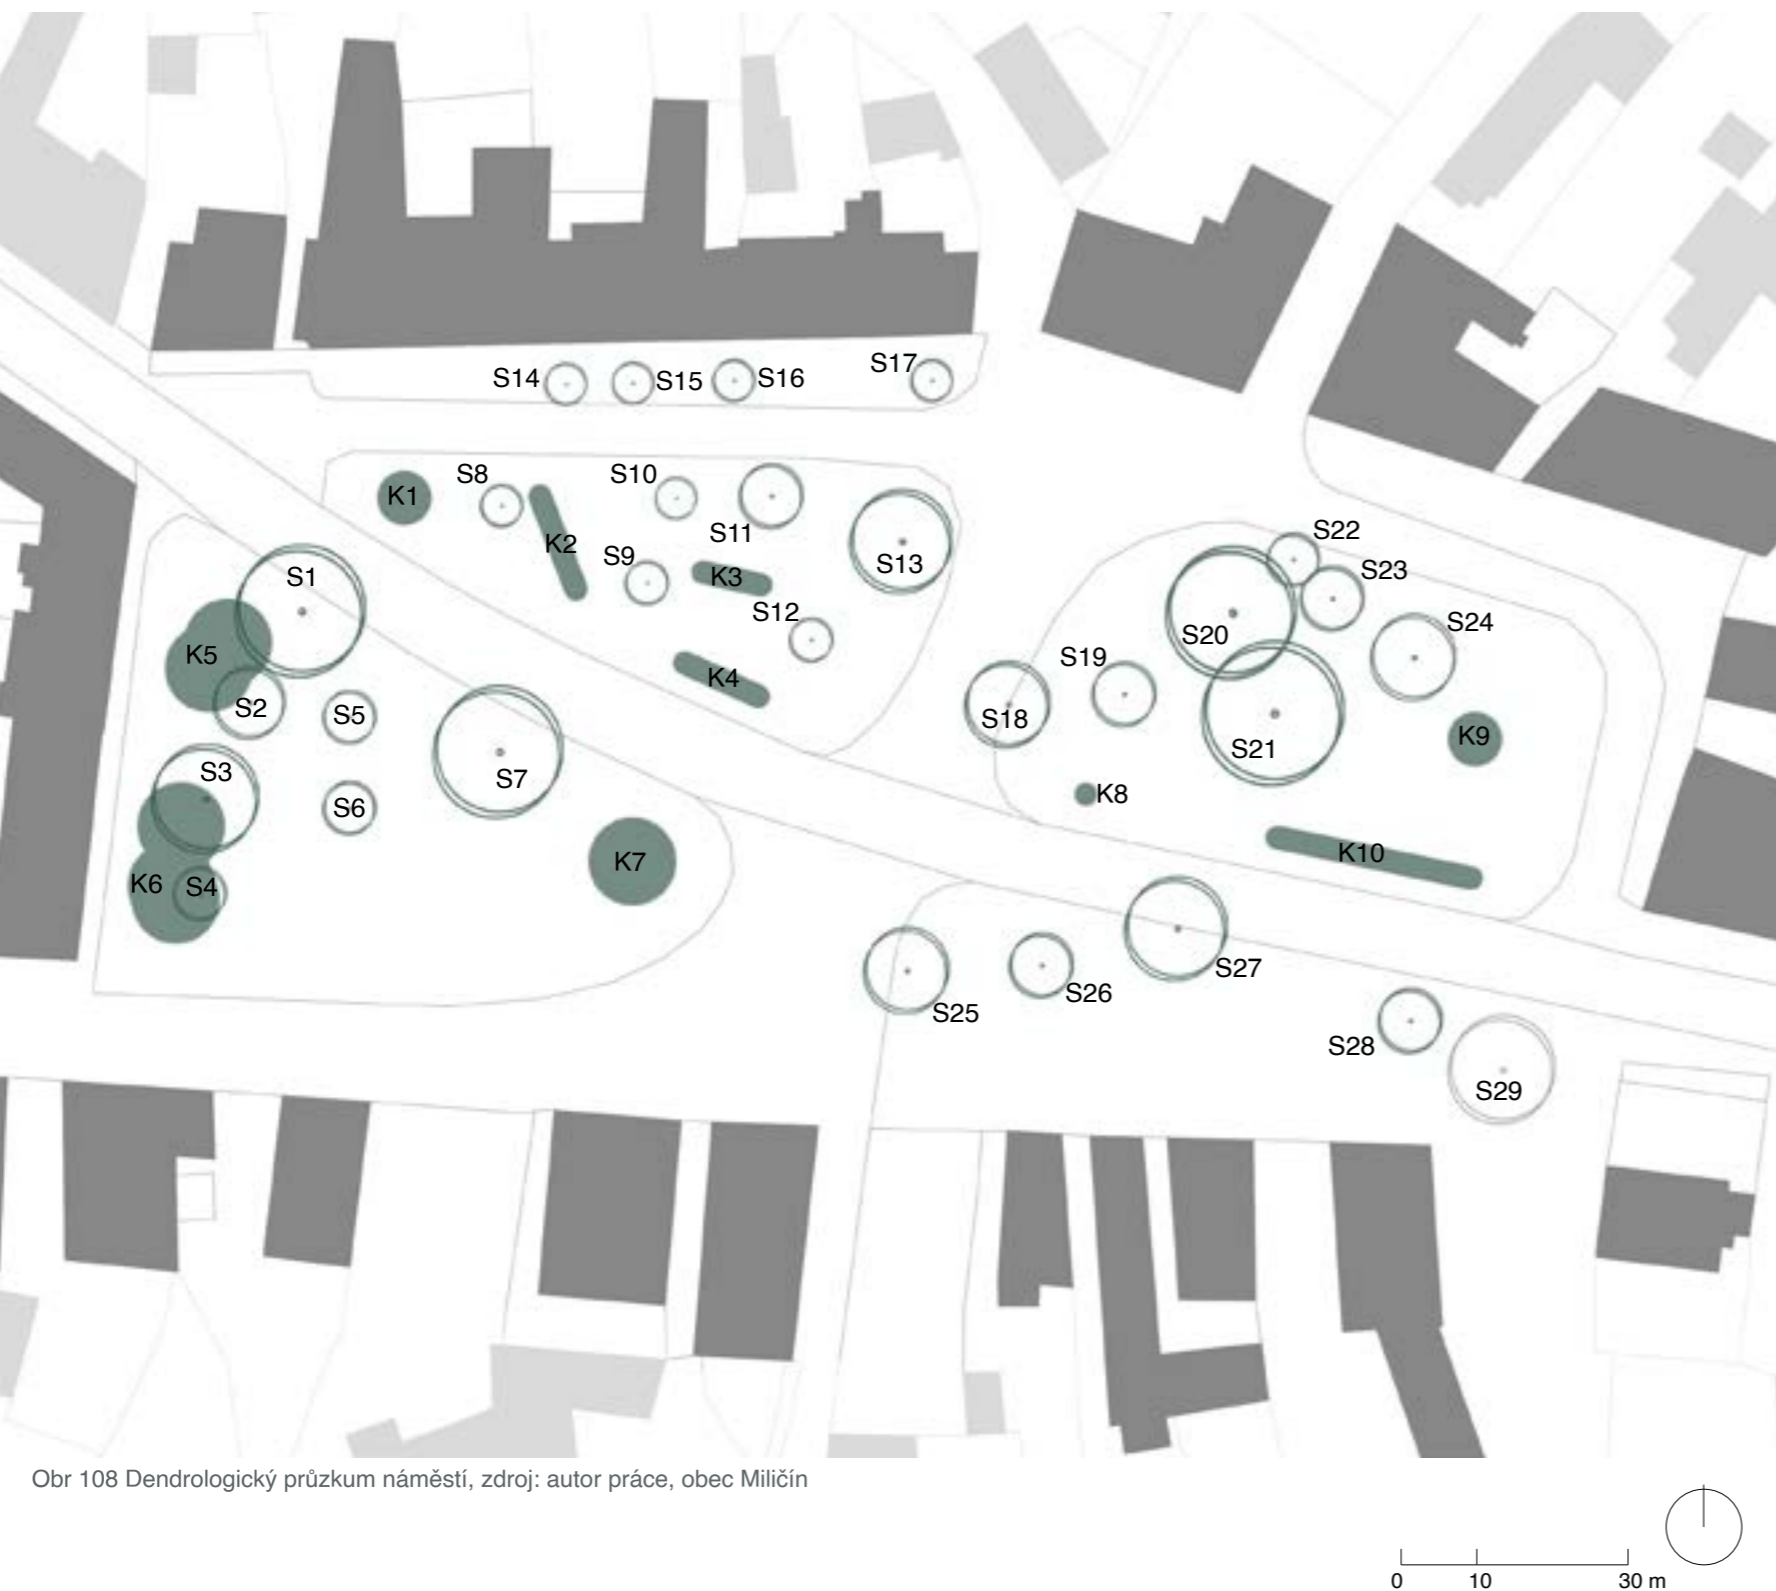 S14
S15
S16
S17
K1
S8
K2
S10
S11
S9
K3
S12
K4
S13
S22
S23
S24
S20
S19
S18
S21
K9
K8
K10
S1
K5
S2
S5
S3
S6
K6
S4
S7
K7
S25
S26
S27
S28
S29
Obr 108 Dendrologický průzkum náměstí, zdroj: autor práce, obec Miličín
0 10 30 m